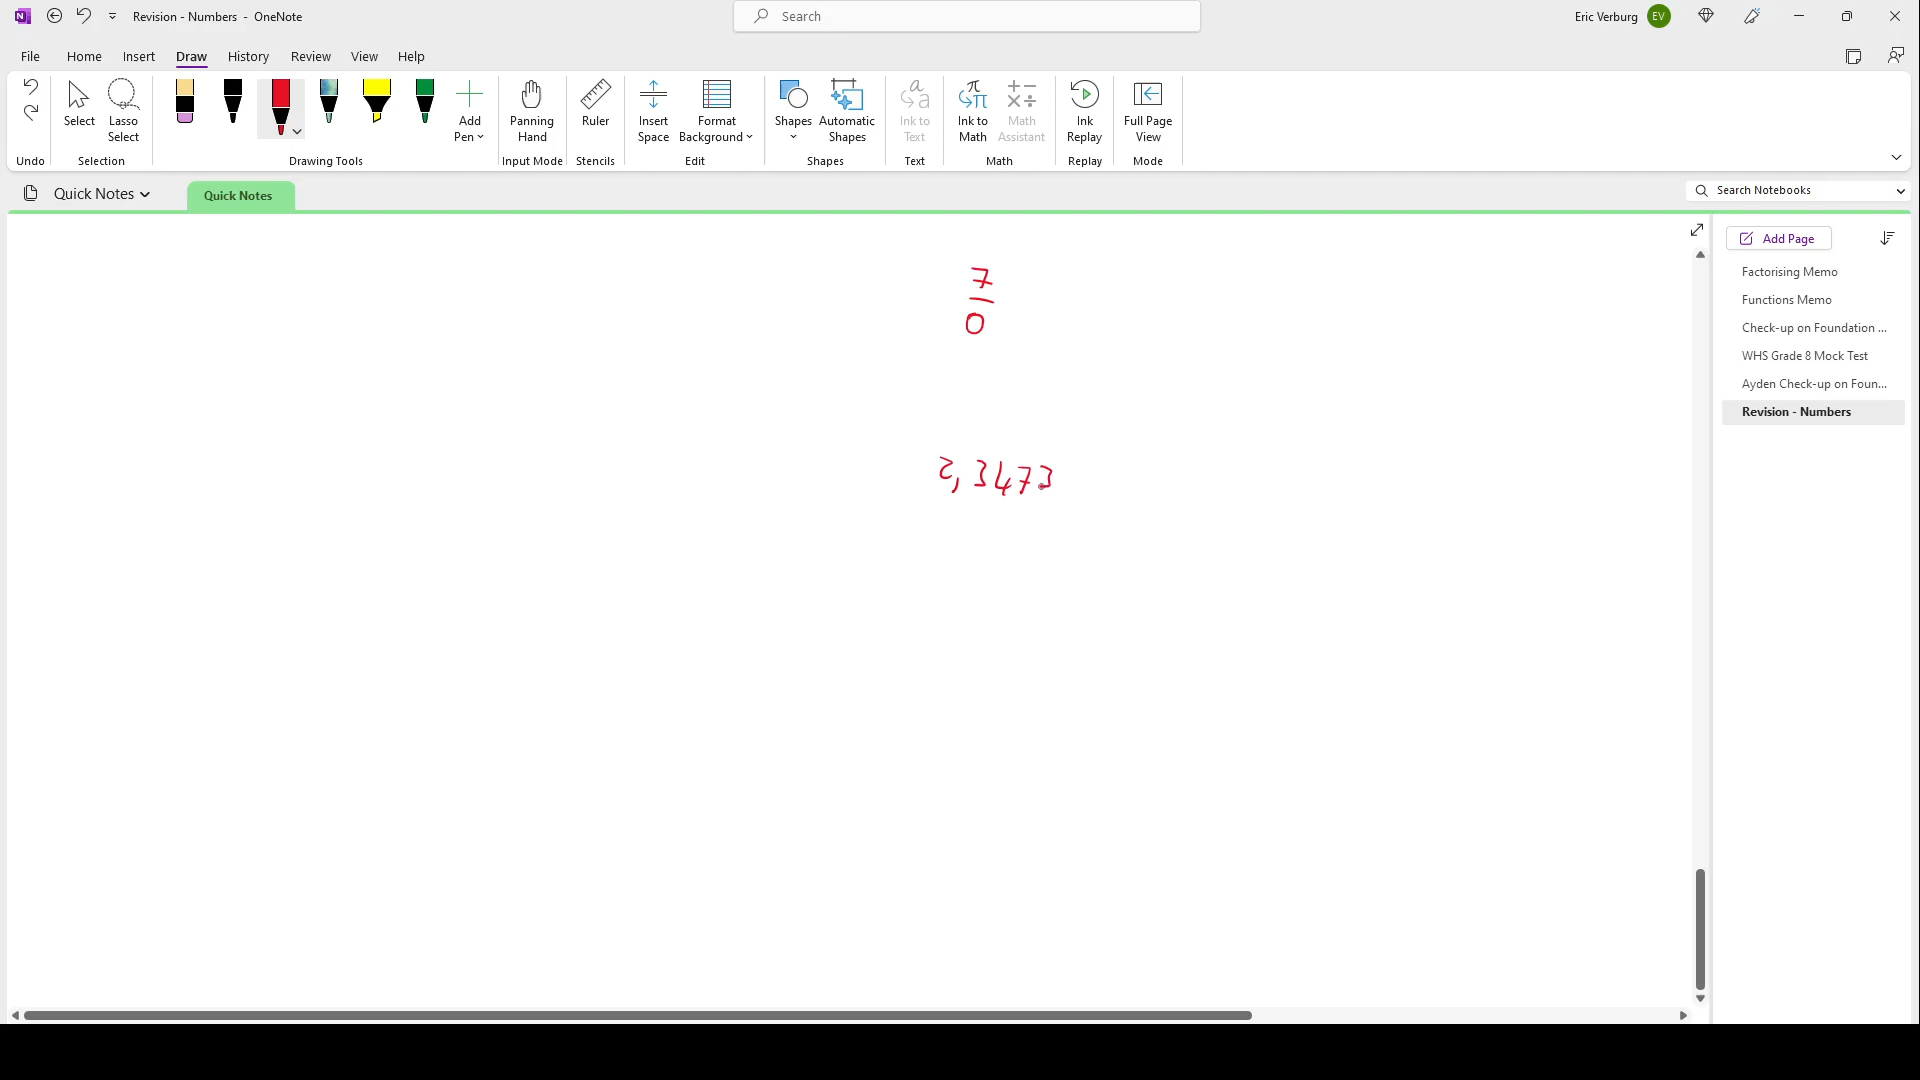 Revision - Numbers - OneNote
Search
Eric Verburg EV
File Home Insert Draw History Review View Help
Select
Lasso Select
Add Pen
Panning Hand
Ruler
Insert Space
Format Background
Shapes
Automatic Shapes
Ink to Text
Ink to Math
Math Assistant
Ink Replay
Full Page View
Undo Selection Drawing Tools Input Mode Stencils Edit Shapes Text Math Replay Mode
Quick Notes Quick Notes Search Notebooks
Add Page
Factorising Memo
Functions Memo
Check-up on Foundation ...
WHS Grade 8 Mock Test
Ayden Check-up on Foun...
Revision - Numbers
7
0
2,3473